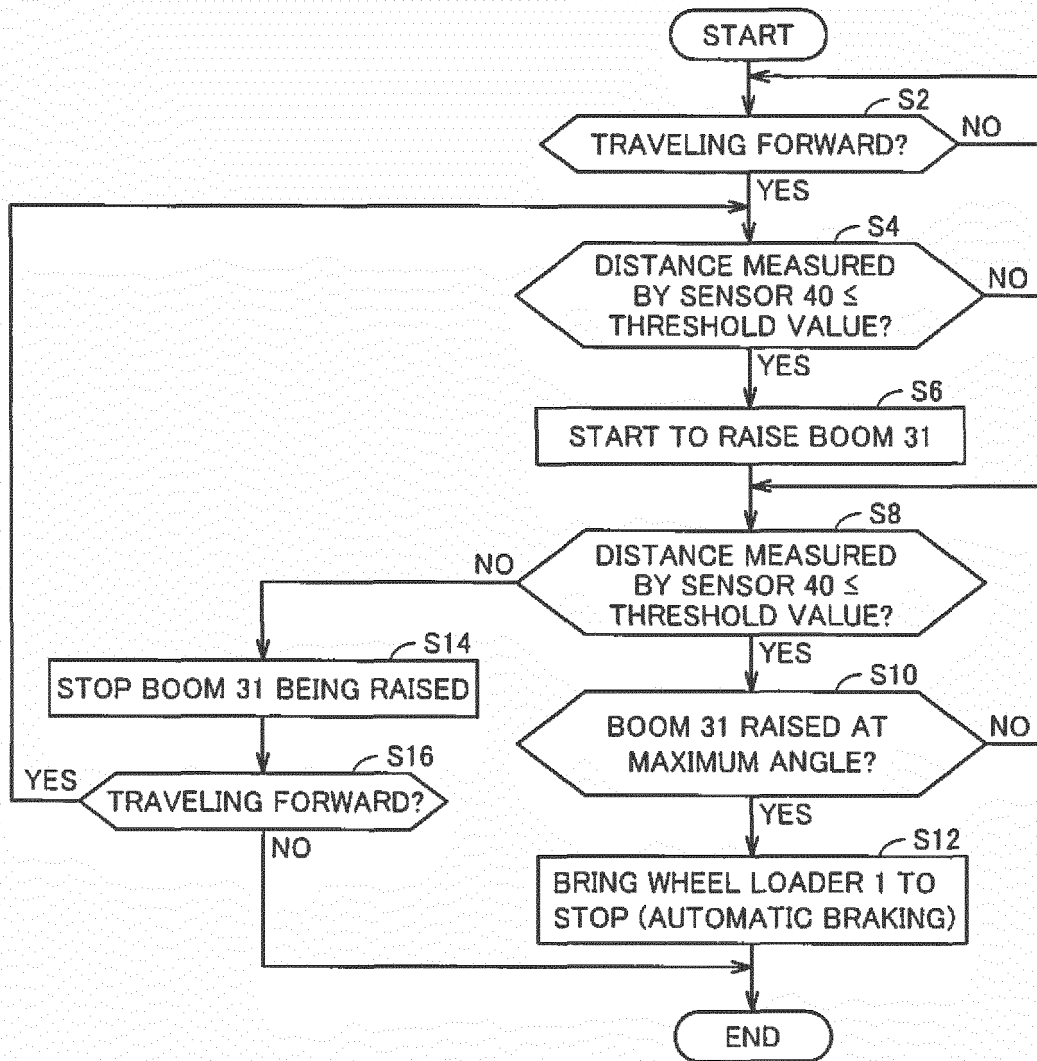 START
S2
TRAVELING FORWARD?
NO
YES
S4
DISTANCE MEASURED
BY SENSOR 40 ≤
THRESHOLD VALUE?
NO
YES
S6
START TO RAISE BOOM 31
S8
DISTANCE MEASURED
BY SENSOR 40 ≤
THRESHOLD VALUE?
NO
YES
S14
STOP BOOM 31 BEING RAISED
S10
BOOM 31 RAISED AT
MAXIMUM ANGLE?
NO
YES
S16
TRAVELING FORWARD?
YES
NO
S12
BRING WHEEL LOADER 1 TO
STOP (AUTOMATIC BRAKING)
END